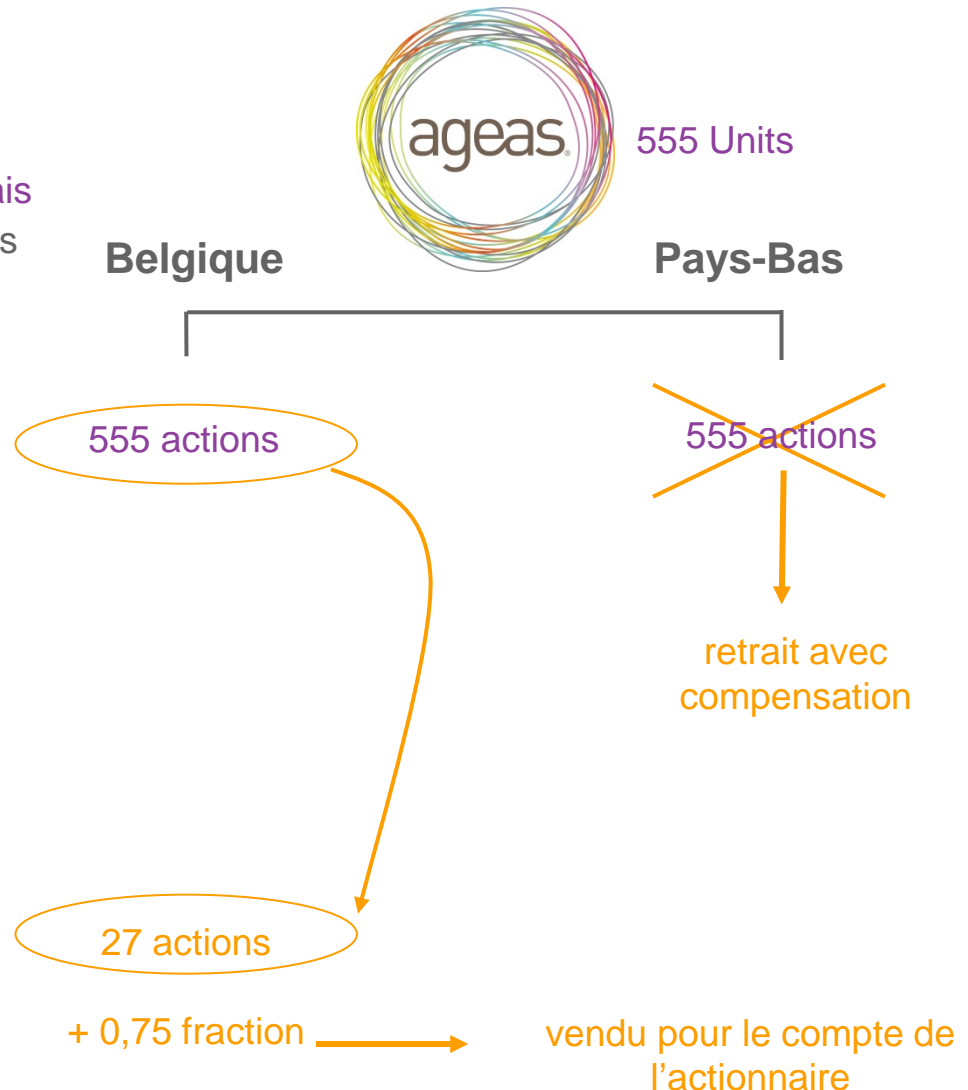 ageas®
555 Units
ais
s
Belgique
Pays-Bas
555 actions
555 actions
retrait avec
compensation
27 actions
+ 0,75 fraction
vendu pour le compte de
l’actionnaire